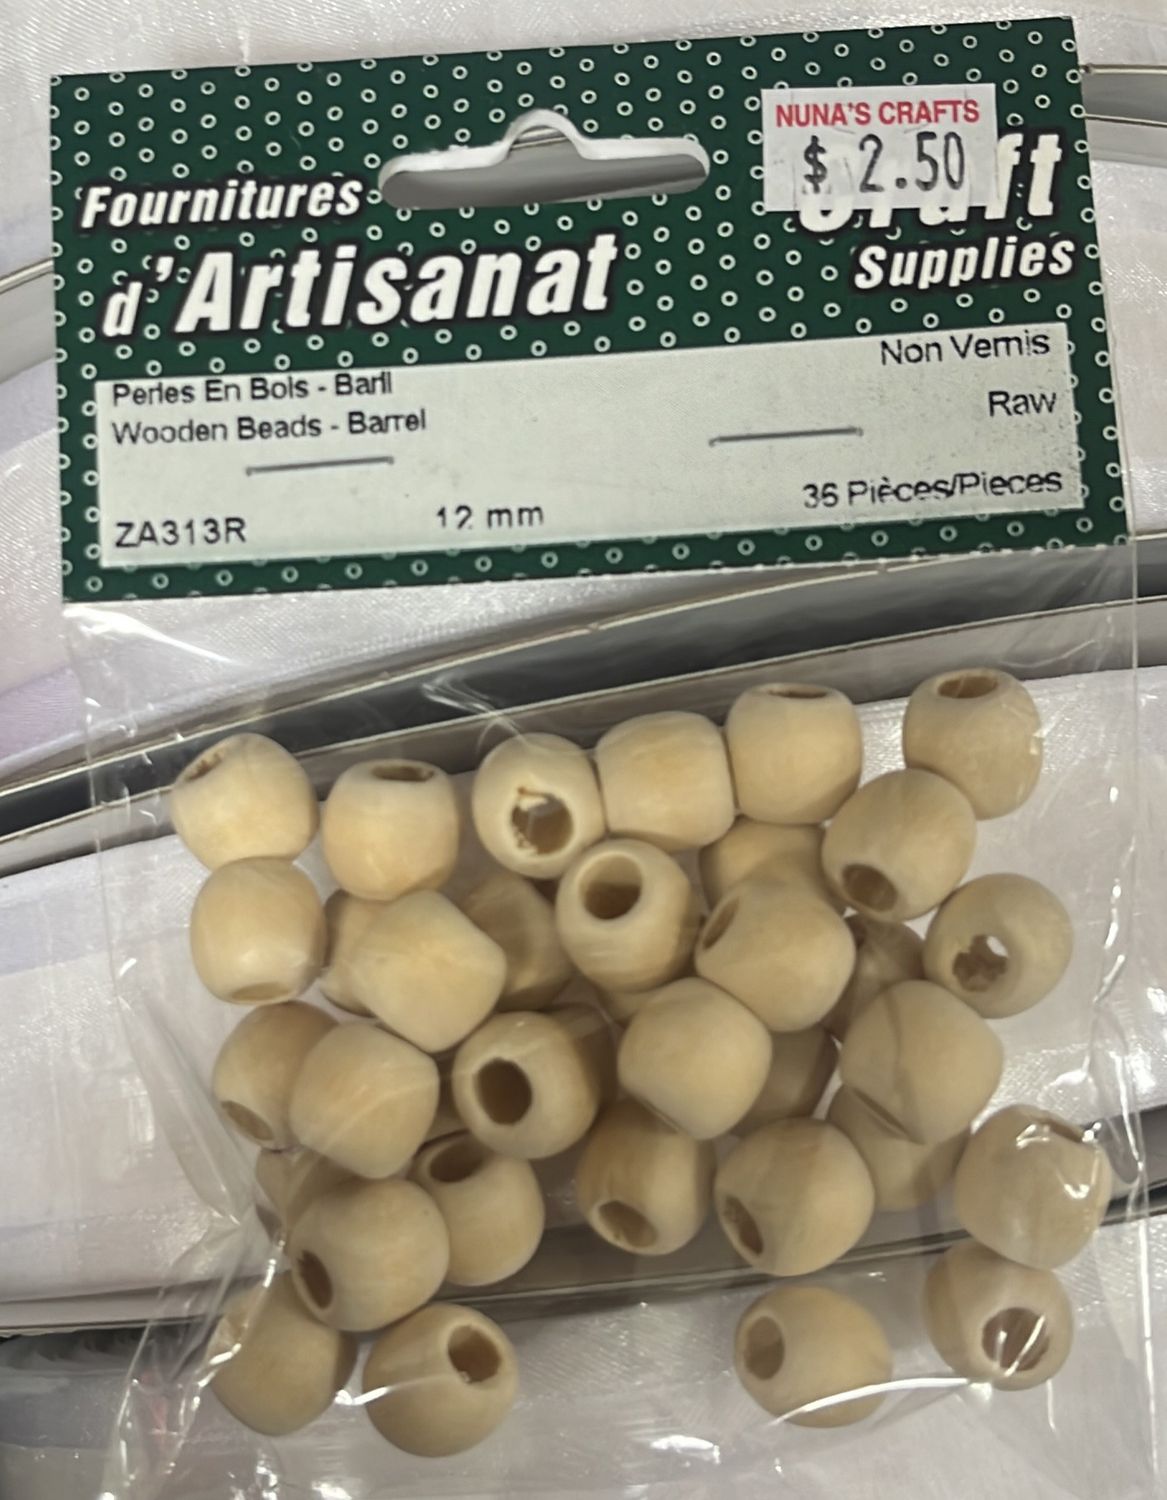 NUNA'S CRAFTS
$ 2.50
Fournitures
d'Artisanat
Craft
Supplies
Perles En Bois - Baril
Wooden Beads - Barrel
Non Vernis
Raw
ZA313R
12 mm
36 Pièces/Pieces